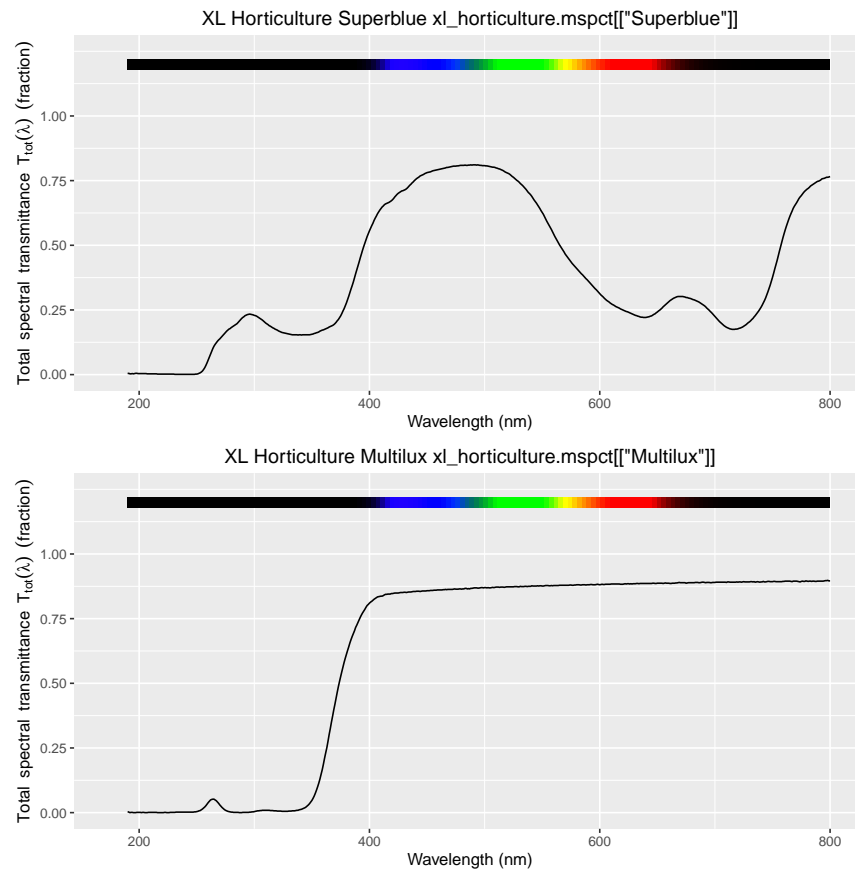 XL Horticulture Superblue xl_horticulture.mspct[["Superblue"]]
Total spectral transmittance Ttot(λ) (fraction)
1.00
0.75
0.50
0.25
0.00
200 400 600 800
Wavelength (nm)
XL Horticulture Multilux xl_horticulture.mspct[["Multilux"]]
Total spectral transmittance Ttot(λ) (fraction)
1.00
0.75
0.50
0.25
0.00
200 400 600 800
Wavelength (nm)